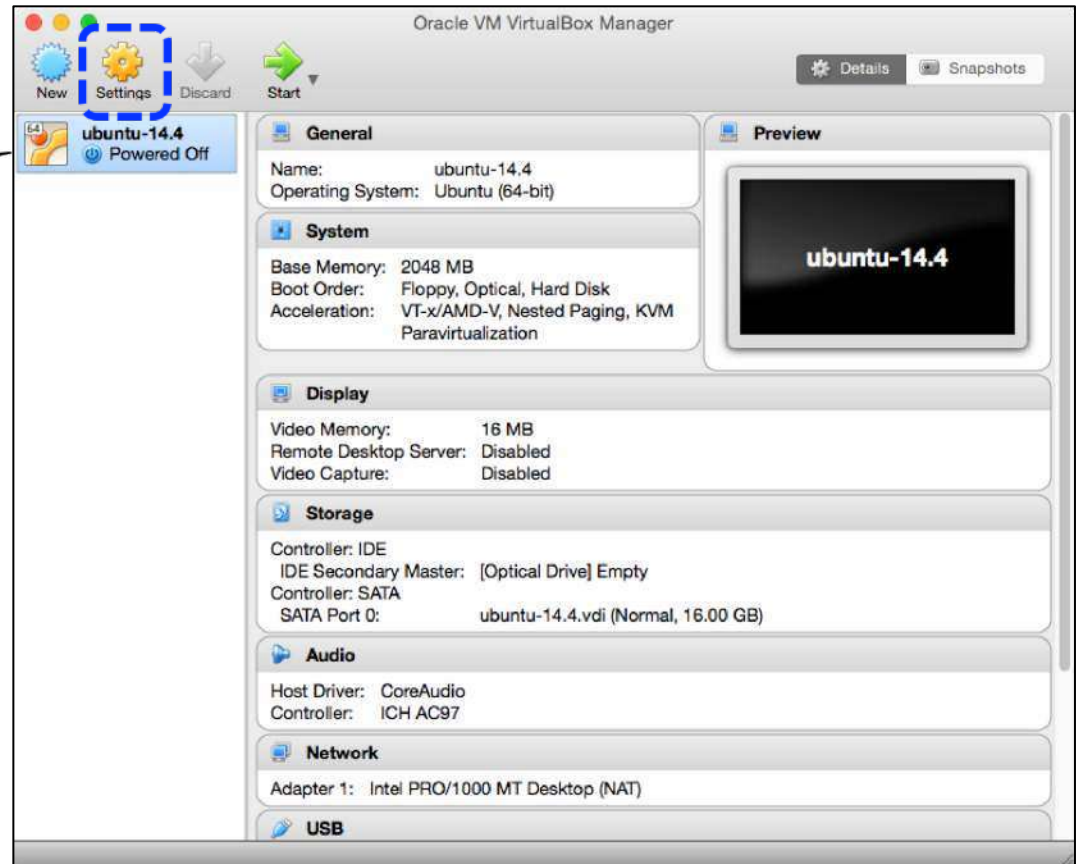 Oracle VM VirtualBox Manager
New Settings Discard Start Details Snapshots
64
ubuntu-14.4
Powered Off
General
Name: ubuntu-14.4
Operating System: Ubuntu (64-bit)
System
Base Memory: 2048 MB
Boot Order: Floppy, Optical, Hard Disk
Acceleration: VT-x/AMD-V, Nested Paging, KVM
Paravirtualization
Preview
ubuntu-14.4
Display
Video Memory: 16 MB
Remote Desktop Server: Disabled
Video Capture: Disabled
Storage
Controller: IDE
IDE Secondary Master: [Optical Drive] Empty
Controller: SATA
SATA Port 0: ubuntu-14.4.vdi (Normal, 16.00 GB)
Audio
Host Driver: CoreAudio
Controller: ICH AC97
Network
Adapter 1: Intel PRO/1000 MT Desktop (NAT)
USB